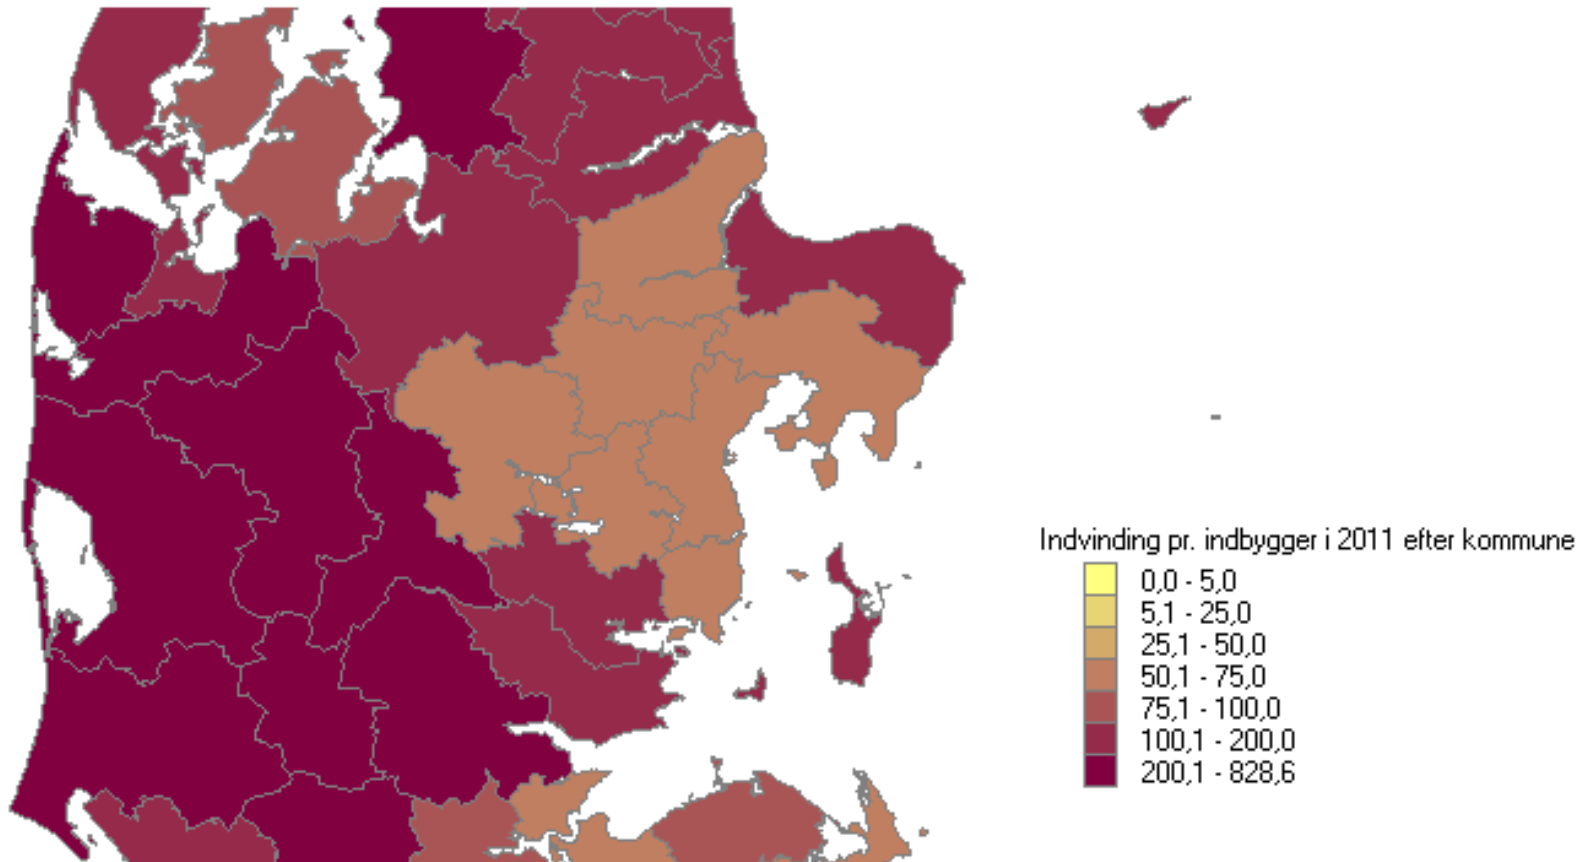 Indvinding pr. indbygger i 2011 efter kommune
0,0 - 5,0
5,1 - 25,0
25,1 - 50,0
50,1 - 75,0
75,1 - 100,0
100,1 - 200,0
200,1 - 828,6